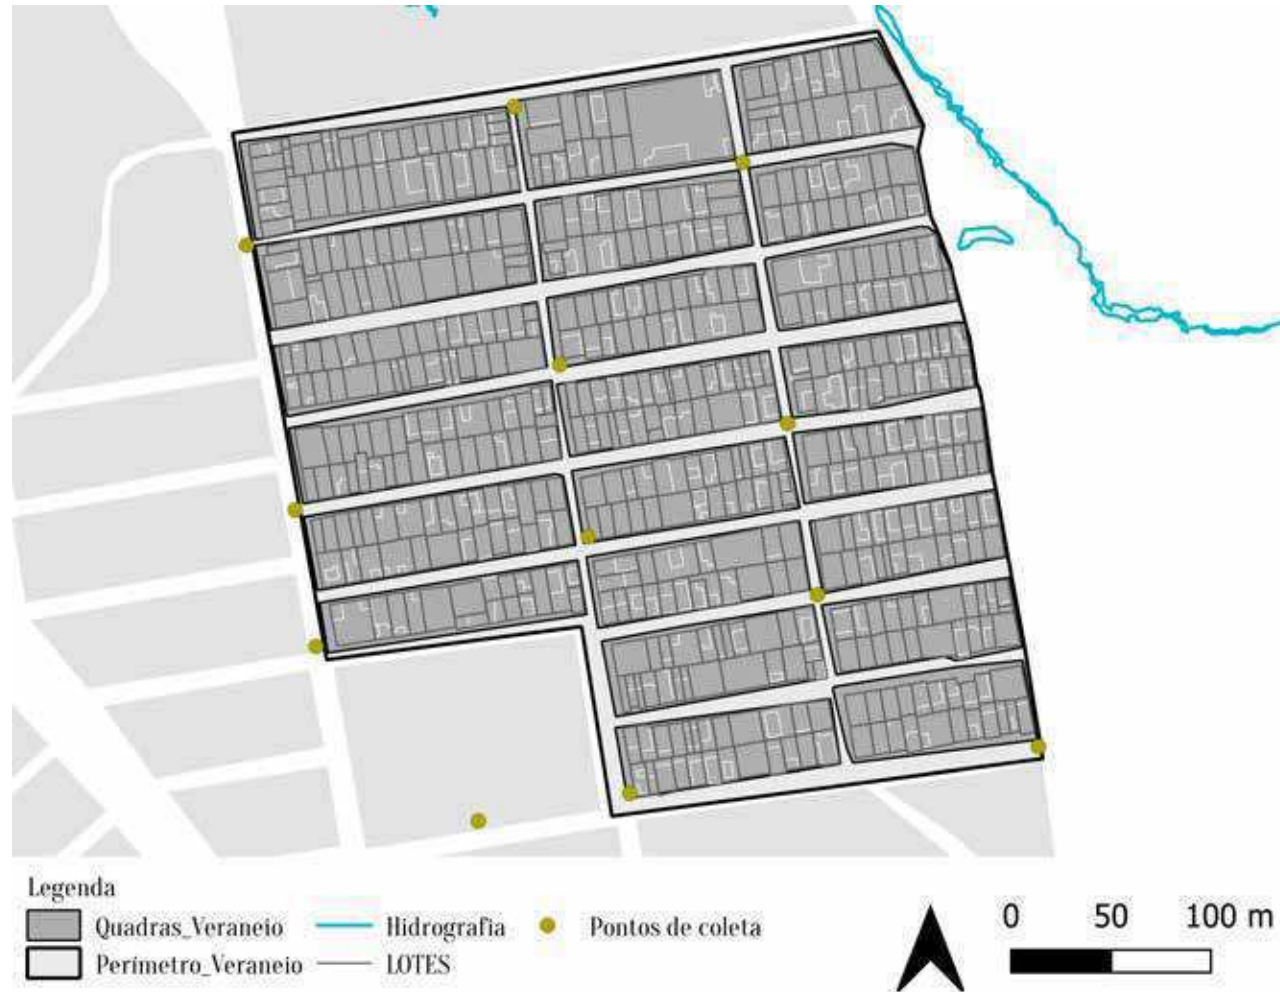 Legenda
Quadras_Veraneio Hidrografia Pontos de coleta 0 50 100 m
Perímetro_Veraneio LOTES